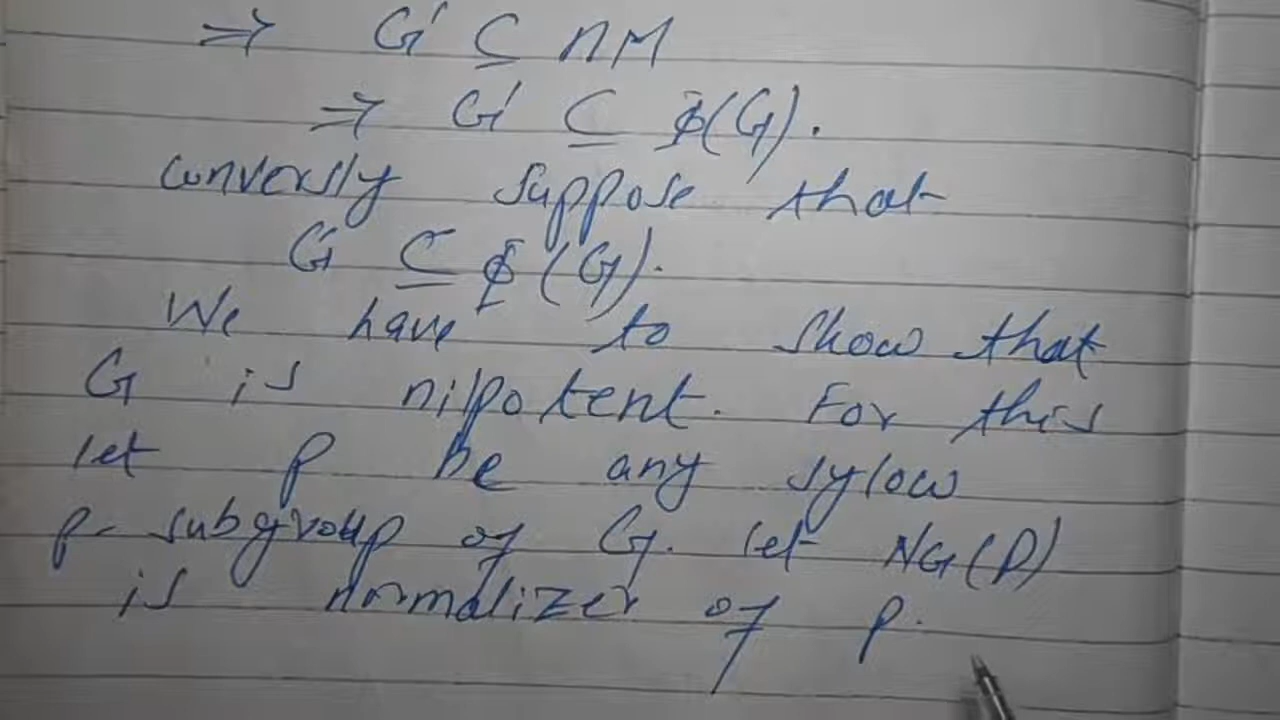 ⇒ G' ⊆ ∩M
⇒ G' ⊆ ϕ(G).
conversly suppose that
G' ⊆ ϕ(G).
We have to show that
G is nilpotent. For this
let P be any sylow
P-subgroup of G. let NG(P)
is normalizer of P.